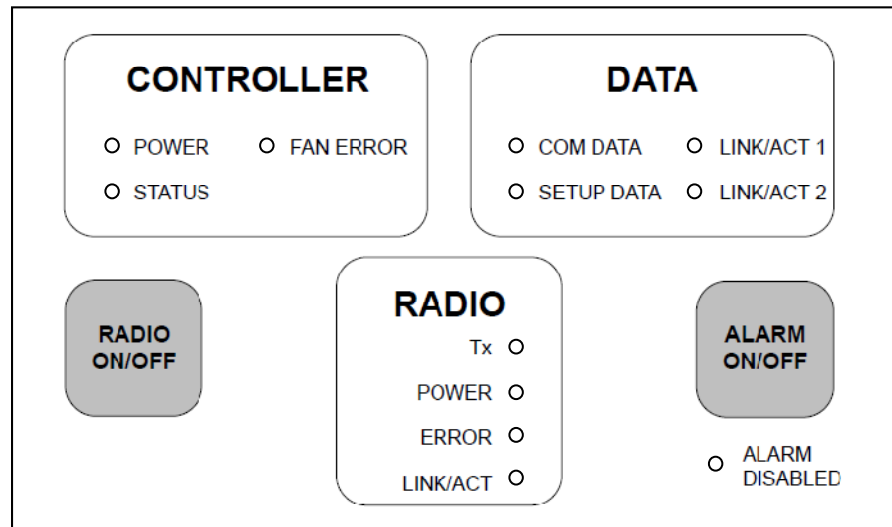 CONTROLLER
POWER
FAN ERROR
STATUS
DATA
COM DATA
LINK/ACT 1
SETUP DATA
LINK/ACT 2
RADIO
ON/OFF
RADIO
Tx
POWER
ERROR
LINK/ACT
ALARM
ON/OFF
ALARM
DISABLED